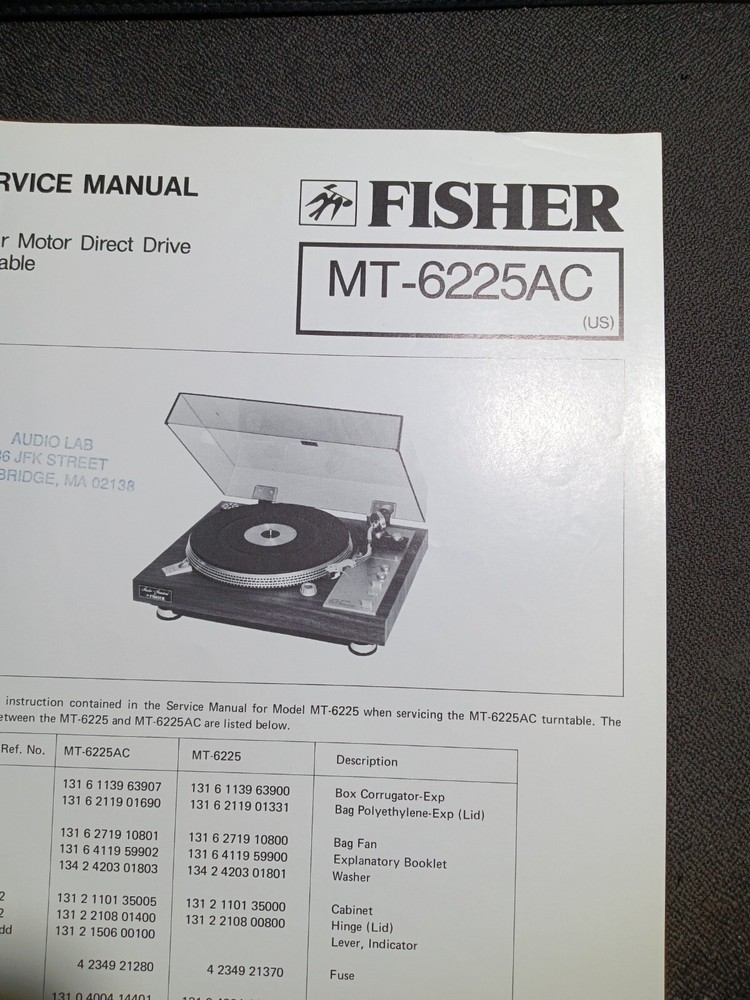 RVICE MANUAL
FISHER
r Motor Direct Drive
able
MT-6225AC
(US)
AUDIO LAB
36 JFK STREET
BRIDGE, MA 02138
FISHER
instruction contained in the Service Manual for Model MT-6225 when servicing the MT-6225AC turntable. The
etween the MT-6225 and MT-6225AC are listed below.
Ref. No. MT-6225AC MT-6225 Description
131 6 1139 63907 131 6 1139 63900 Box Corrugator-Exp
131 6 2119 01690 131 6 2119 01331 Bag Polyethylene-Exp (Lid)
131 6 2719 10801 131 6 2719 10800 Bag Fan
131 6 4119 59902 131 6 4119 59900 Explanatory Booklet
134 2 4203 01803 134 2 4203 01801 Washer
2 131 2 1101 35005 131 2 1101 35000 Cabinet
2 131 2 2108 01400 131 2 2108 00800 Hinge (Lid)
dd 131 2 1506 00100 Lever, Indicator
4 2349 21280 4 2349 21370 Fuse
131 0 4004 14401